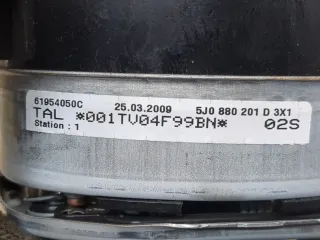 61954050C 25.03.2009 5J0 880 201 D 3X1
TAL *001TV04F99BN* 02S
Station : 1